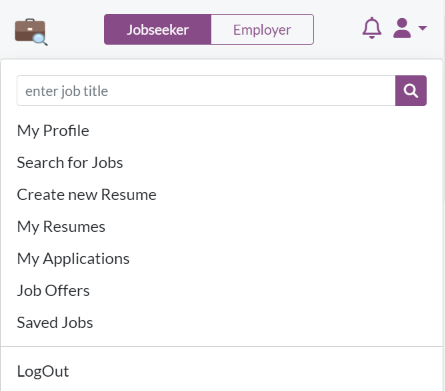 Jobseeker Employer
enter job title
My Profile
Search for Jobs
Create new Resume
My Resumes
My Applications
Job Offers
Saved Jobs
LogOut